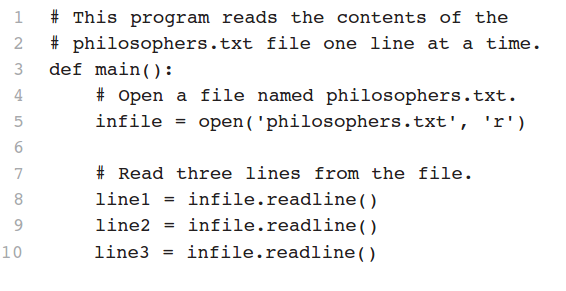 1 # This program reads the contents of the
2 # philosophers.txt file one line at a time.
3 def main():
4     # Open a file named philosophers.txt.
5     infile = open('philosophers.txt', 'r')
6
7     # Read three lines from the file.
8     line1 = infile.readline()
9     line2 = infile.readline()
10     line3 = infile.readline()